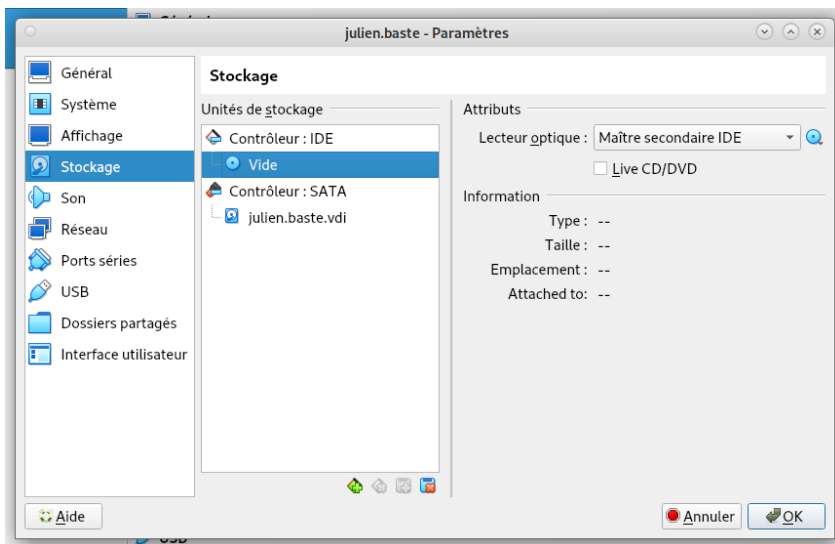 julien.baste - Paramètres
Général
Système
Affichage
Stockage
Son
Réseau
Ports séries
USB
Dossiers partagés
Interface utilisateur
Stockage
Unités de stockage
Contrôleur : IDE
Vide
Contrôleur : SATA
julien.baste.vdi
Attributs
Lecteur optique : Maître secondaire IDE
Live CD/DVD
Information
Type : --
Taille : --
Emplacement : --
Attached to: --
Aide
Annuler
OK
USB